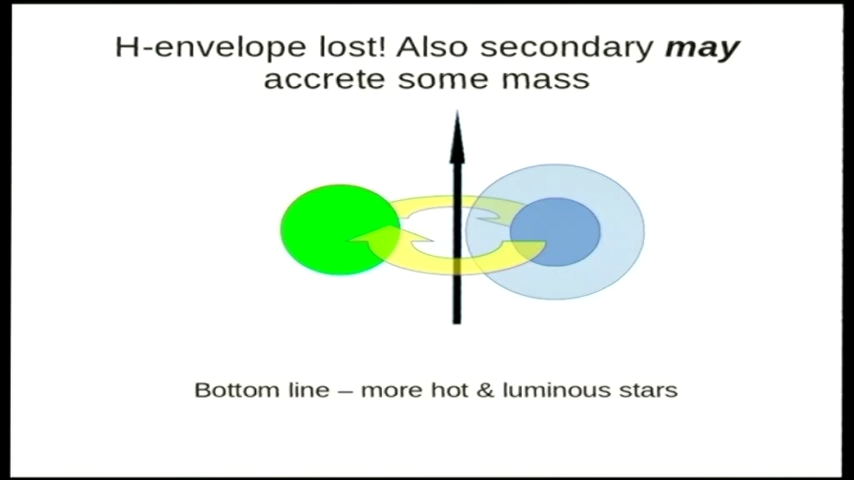 H-envelope lost! Also secondary may
accrete some mass
Bottom line – more hot & luminous stars